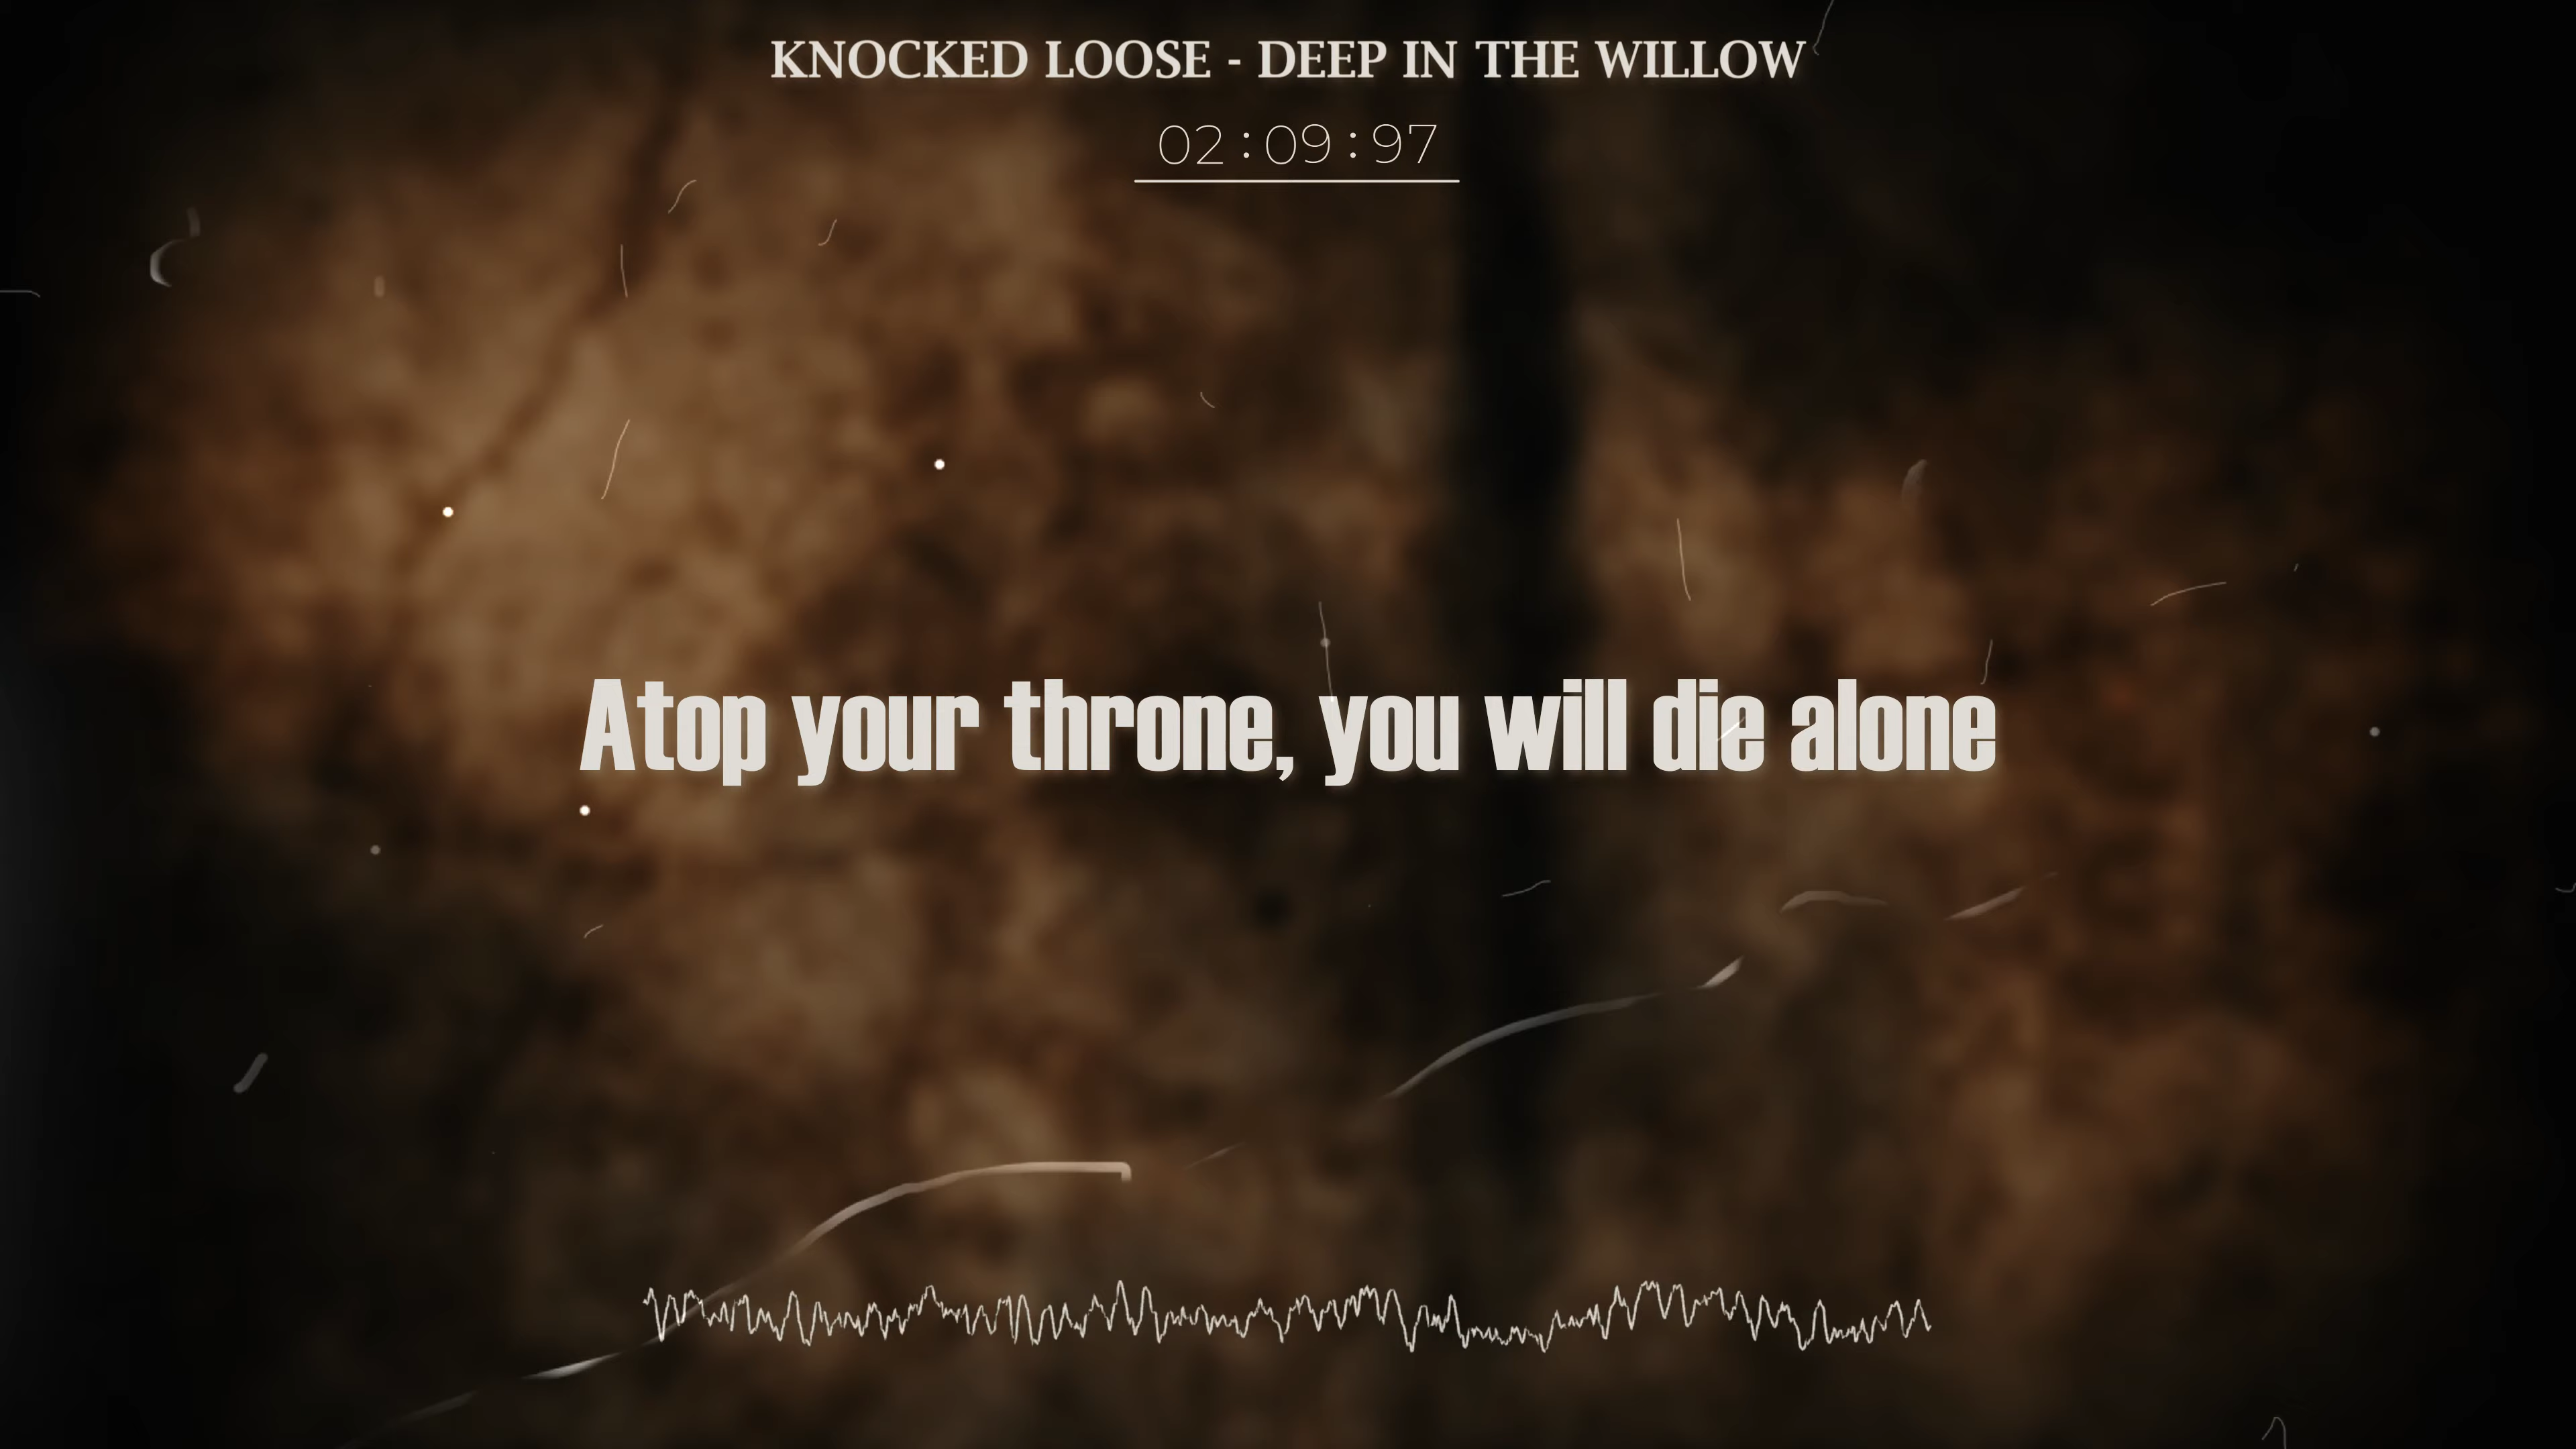 KNOCKED LOOSE - DEEP IN THE WILLOW
02:09:97
Atop your throne, you will die alone